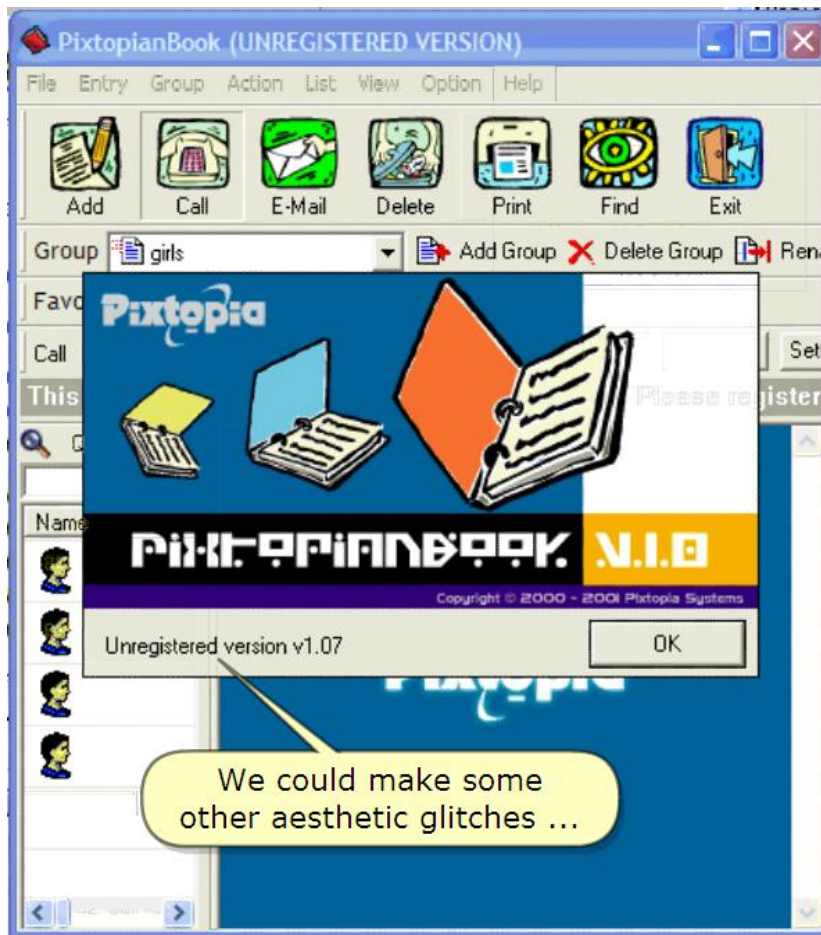 PixtopianBook (UNREGISTERED VERSION)
File Entry Group Action List View Option Help
Add Call E-Mail Delete Print Find Exit
Group girls Add Group Delete Group
Pixtopia
Call
This Please register
Name
PIXTOPIANBOOK V.1.0
Copyright © 2000 - 2001 Pixtopia Systems
Unregistered version v1.07 OK
Pixtopia
We could make some
other aesthetic glitches ...